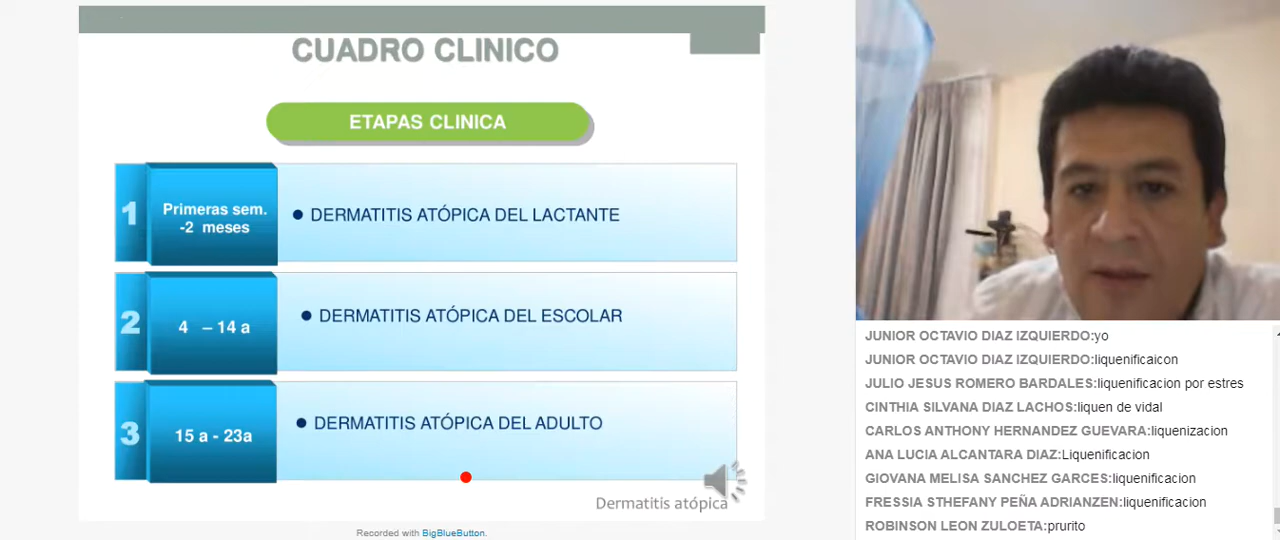 CUADRO CLINICO
ETAPAS CLINICA
1
Primeras sem.
-2 meses
● DERMATITIS ATÓPICA DEL LACTANTE
2
4 – 14 a
● DERMATITIS ATÓPICA DEL ESCOLAR
3
15 a - 23a
● DERMATITIS ATÓPICA DEL ADULTO
Dermatitis atópica
Recorded with BigBlueButton.
JUNIOR OCTAVIO DIAZ IZQUIERDO:yo
JUNIOR OCTAVIO DIAZ IZQUIERDO:liquenificaicon
JULIO JESUS ROMERO BARDALES:liquenificacion por estres
CINTHIA SILVANA DIAZ LACHOS:liquen de vidal
CARLOS ANTHONY HERNANDEZ GUEVARA:liquenizacion
ANA LUCIA ALCANTARA DIAZ:Liquenificacion
GIOVANA MELISA SANCHEZ GARCES:liquenificacion
FRESSIA STHEFANY PEÑA ADRIANZEN:liquenificacion
ROBINSON LEON ZULOETA:prurito